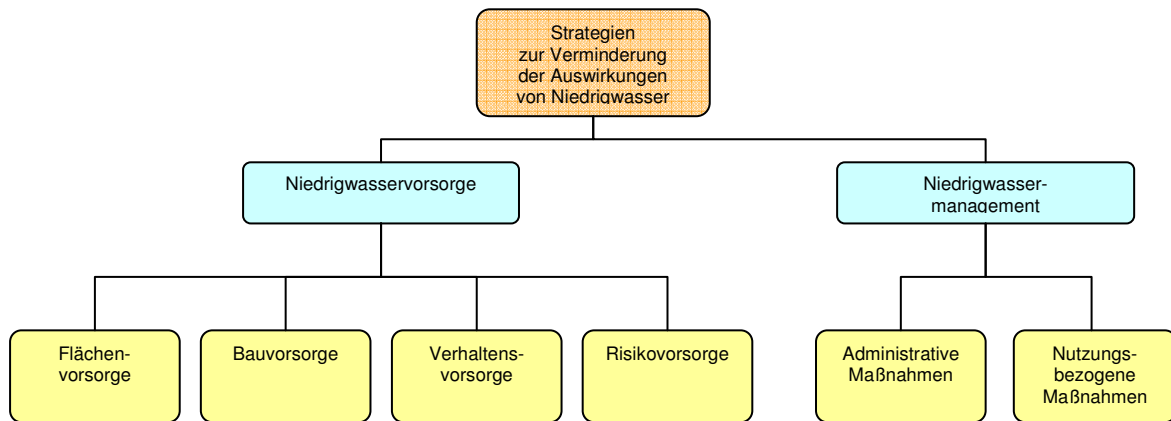 Strategien
zur Verminderung
der Auswirkungen
von Niedrigwasser
Niedrigwasservorsorge
Niedrigwasser-
management
Flächen-
vorsorge
Bauvorsorge
Verhaltens-
vorsorge
Risikovorsorge
Administrative
Maßnahmen
Nutzungs-
bezogene
Maßnahmen